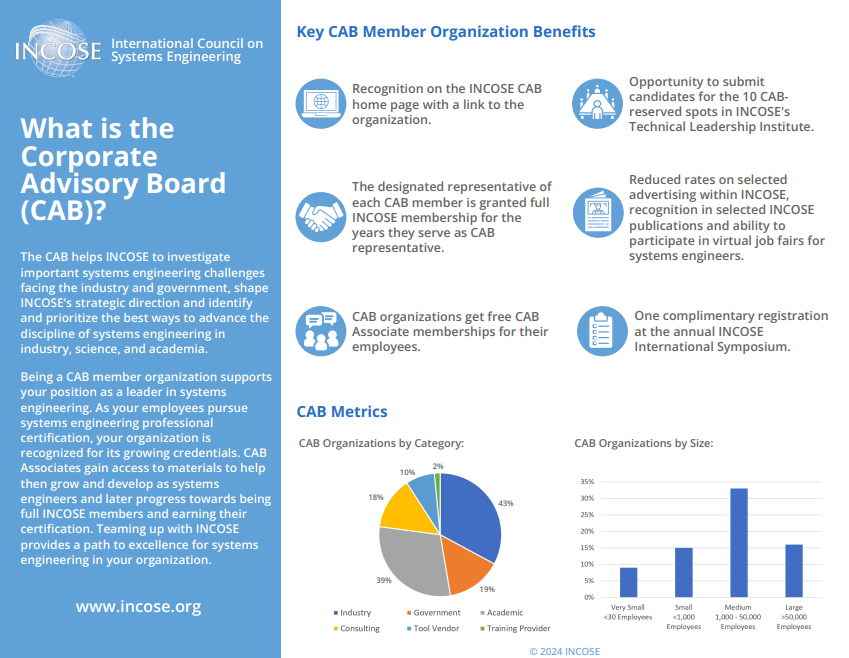 INCOSE
International Council on
Systems Engineering
What is the
Corporate
Advisory Board
(CAB)?
The CAB helps INCOSE to investigate
important systems engineering challenges
facing the industry and government, shape
INCOSE's strategic direction and identify
and prioritize the best ways to advance the
discipline of systems engineering in
industry, science, and academia.
Being a CAB member organization supports
your position as a leader in systems
engineering. As your employees pursue
systems engineering professional
certification, your organization is
recognized for its growing credentials. CAB
Associates gain access to materials to help
then grow and develop as systems
engineers and later progress towards being
full INCOSE members and earning their
certification. Teaming up with INCOSE
provides a path to excellence for systems
engineering in your organization.
www.incose.org
Key CAB Member Organization Benefits
Recognition on the INCOSE CAB
home page with a link to the
organization.
Opportunity to submit
candidates for the 10 CAB-
reserved spots in INCOSE's
Technical Leadership Institute.
The designated representative of
each CAB member is granted full
INCOSE membership for the
years they serve as CAB
representative.
Reduced rates on selected
advertising within INCOSE,
recognition in selected INCOSE
publications and ability to
participate in virtual job fairs for
systems engineers.
CAB organizations get free CAB
Associate memberships for their
employees.
One complimentary registration
at the annual INCOSE
International Symposium.
CAB Metrics
CAB Organizations by Category:
2%
10%
18%
43%
39%
19%
Industry
Government
Academic
Consulting
Tool Vendor
Training Provider
CAB Organizations by Size:
35%
30%
25%
20%
15%
10%
5%
0%
Very Small
<30 Employees
Small
<1,000
Employees
Medium
1,000 - 50,000
Employees
Large
>50,000
Employees
© 2024 INCOSE